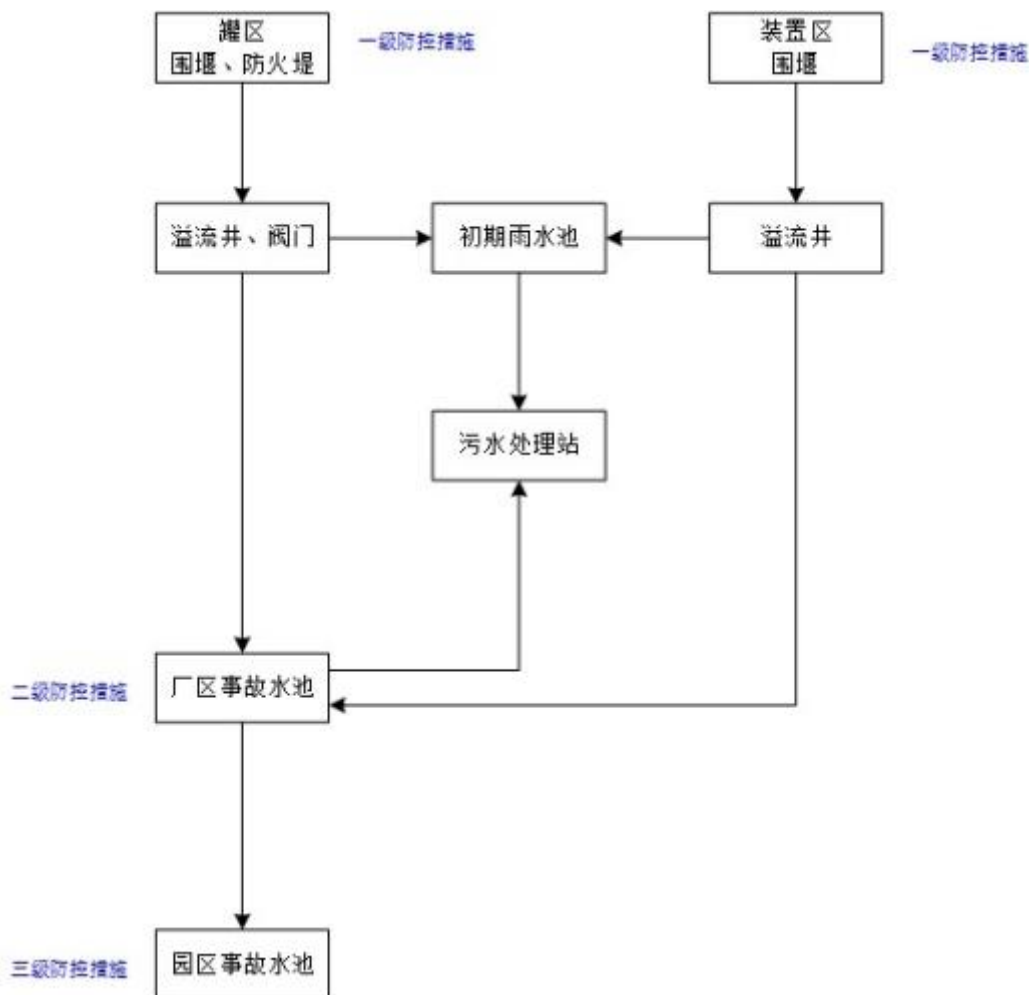 罐区
围堰、防火堤
一级防控措施
装置区
围堰
一级防控措施
溢流井、阀门
初期雨水池
溢流井
污水处理站
二级防控措施
厂区事故水池
三级防控措施
园区事故水池